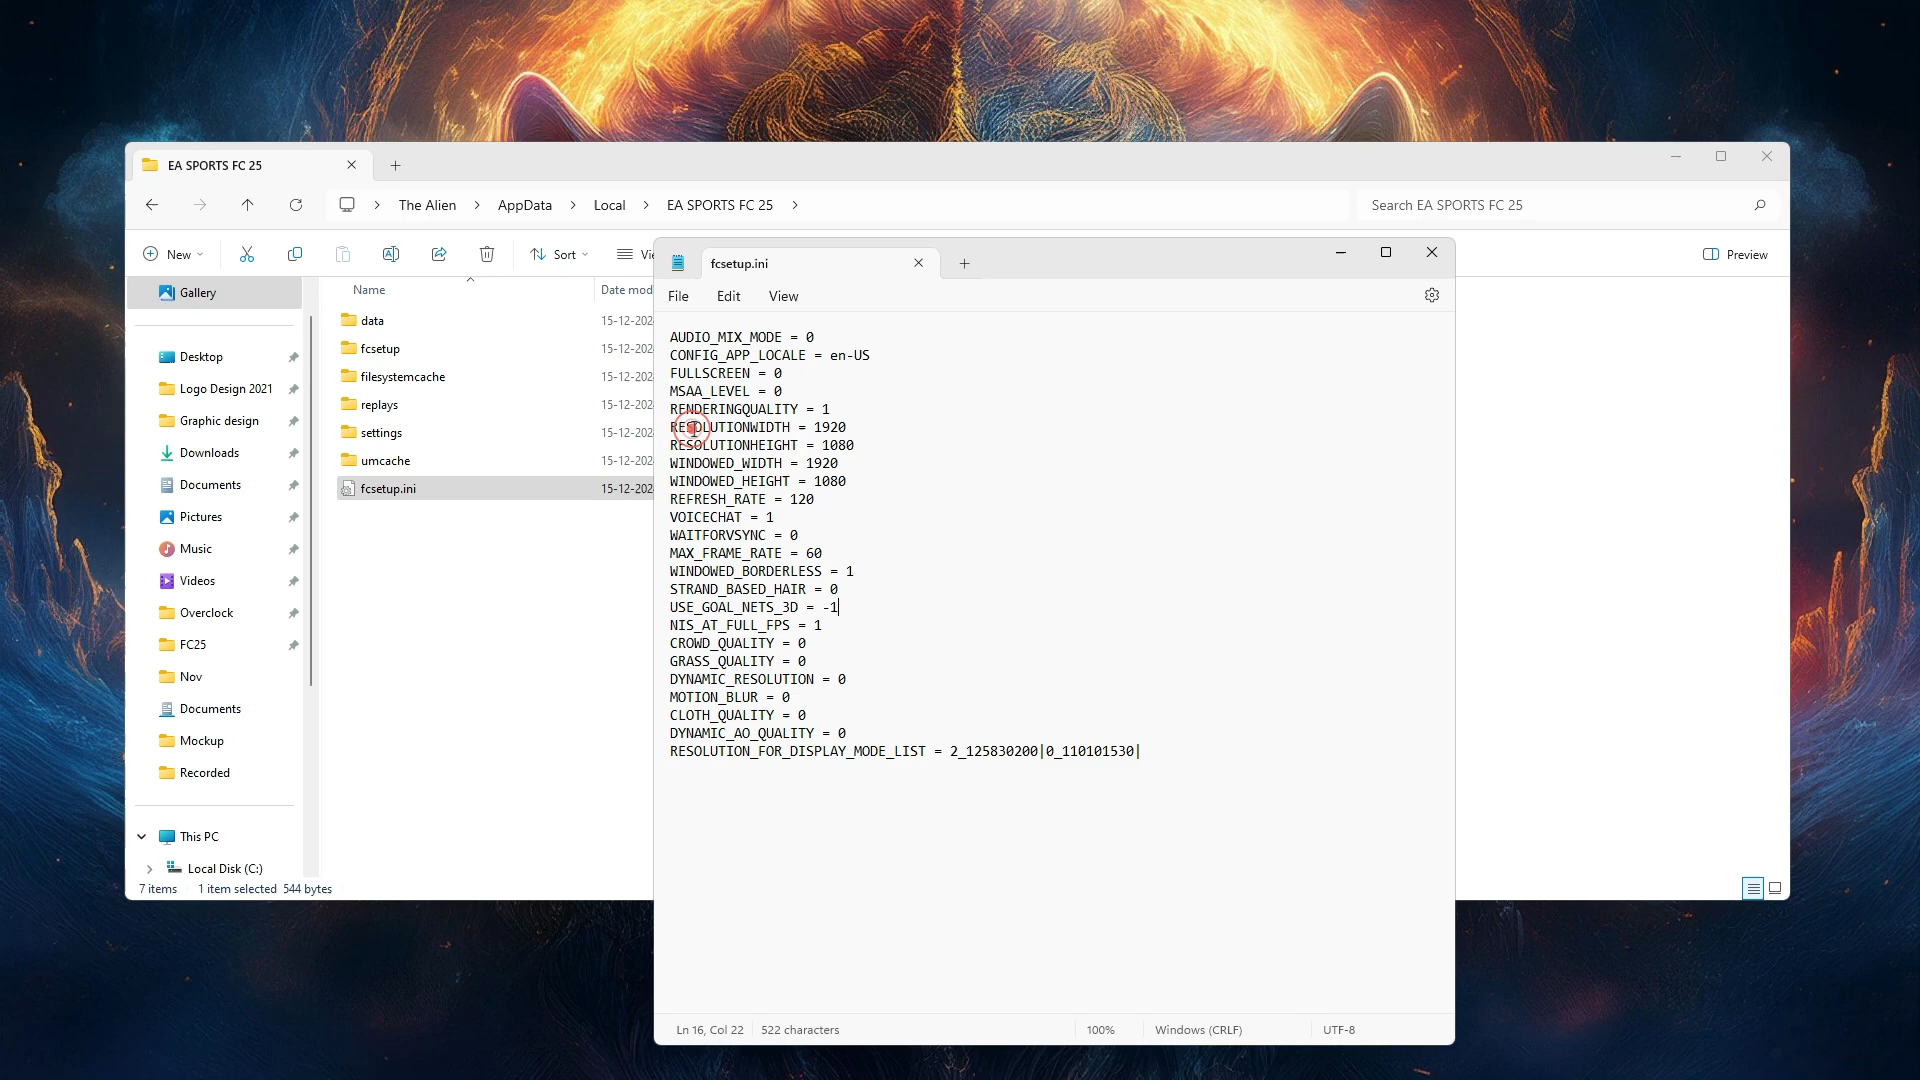 EA SPORTS FC 25
The Alien > AppData > Local > EA SPORTS FC 25 >
Search EA SPORTS FC 25
New
Sort
Preview
Gallery
Desktop
Logo Design 2021
Graphic design
Downloads
Documents
Pictures
Music
Videos
Overclock
FC25
Nov
Documents
Mockup
Recorded
This PC
Local Disk (C:)
7 items 1 item selected 544 bytes
Name
Date mod
data 15-12-202
fcsetup 15-12-202
filesystemcache 15-12-202
replays 15-12-202
settings 15-12-202
umcache 15-12-202
fcsetup.ini 15-12-202
fcsetup.ini
File Edit View
AUDIO_MIX_MODE = 0
CONFIG_APP_LOCALE = en-US
FULLSCREEN = 0
MSAA_LEVEL = 0
RENDERINGQUALITY = 1
RESOLUTIONWIDTH = 1920
RESOLUTIONHEIGHT = 1080
WINDOWED_WIDTH = 1920
WINDOWED_HEIGHT = 1080
REFRESH_RATE = 120
VOICECHAT = 1
WAITFORVSYNC = 0
MAX_FRAME_RATE = 60
WINDOWED_BORDERLESS = 1
STRAND_BASED_HAIR = 0
USE_GOAL_NETS_3D = -1
NIS_AT_FULL_FPS = 1
CROWD_QUALITY = 0
GRASS_QUALITY = 0
DYNAMIC_RESOLUTION = 0
MOTION_BLUR = 0
CLOTH_QUALITY = 0
DYNAMIC_AO_QUALITY = 0
RESOLUTION_FOR_DISPLAY_MODE_LIST = 2_125830200|0_110101530|
Ln 16, Col 22 522 characters 100% Windows (CRLF) UTF-8